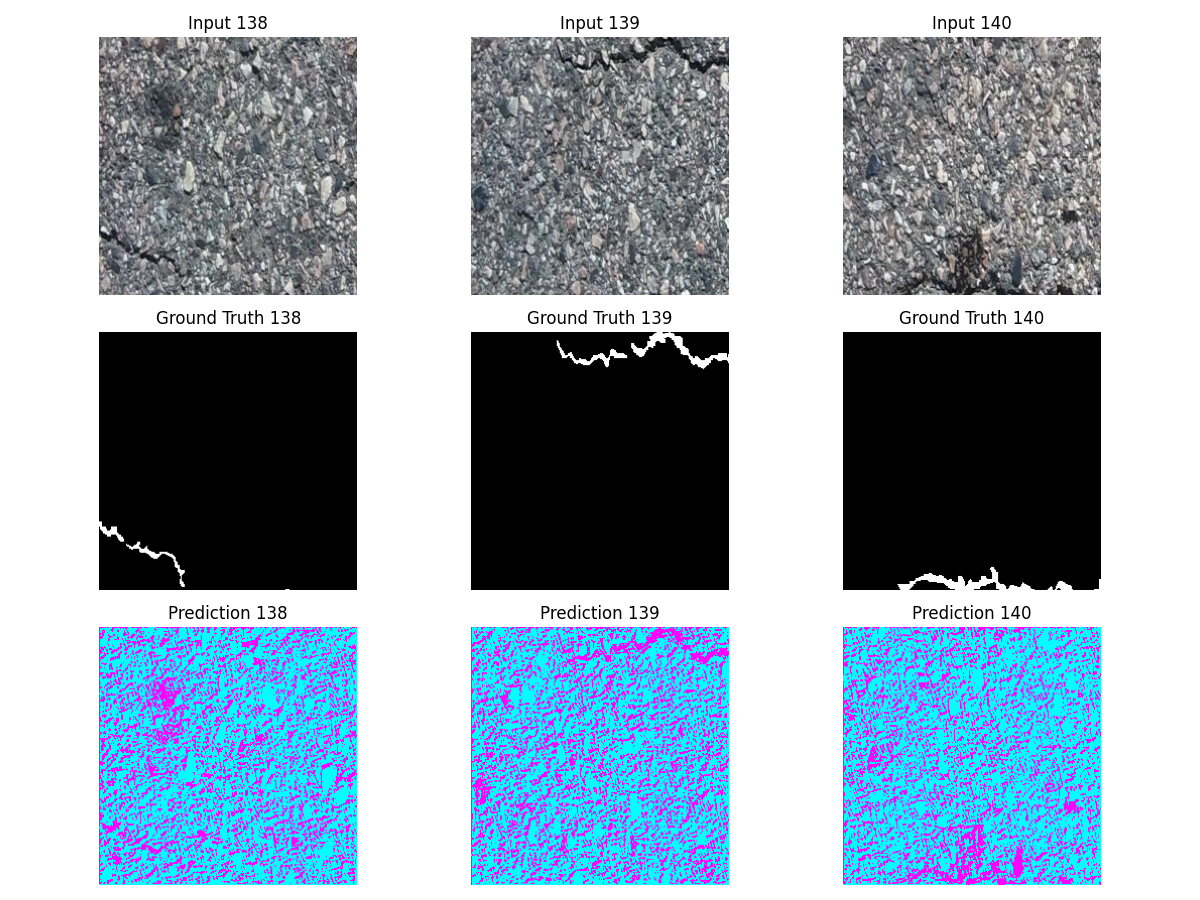 Input 138
Input 139
Input 140
Ground Truth 138
Ground Truth 139
Ground Truth 140
Prediction 138
Prediction 139
Prediction 140